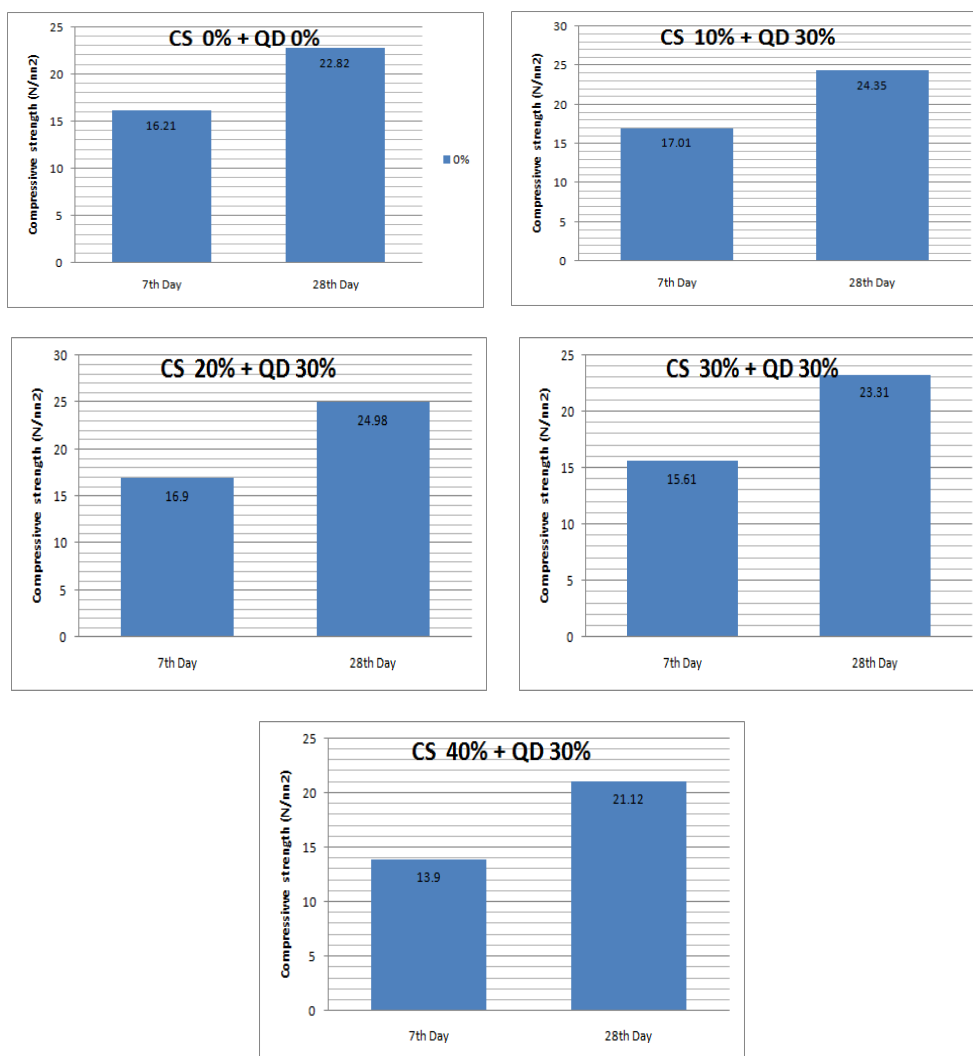 CS 0% + QD 0%
Compressivve strength (N/nn2)
25
20
15
10
5
0
16.21
22.82
7th Day
28th Day
0%
CS 10% + QD 30%
Compressivve strength (N/nn2)
30
25
20
15
10
5
0
17.01
24.35
7th Day
28th Day
CS 20% + QD 30%
Compressivve strength (N/nn2)
30
25
20
15
10
5
0
16.9
24.98
7th Day
28th Day
CS 30% + QD 30%
Compressivve strength (N/nn2)
25
20
15
10
5
0
15.61
23.31
7th Day
28th Day
CS 40% + QD 30%
Compressivve strength (N/nn2)
25
20
15
10
5
0
13.9
21.12
7th Day
28th Day